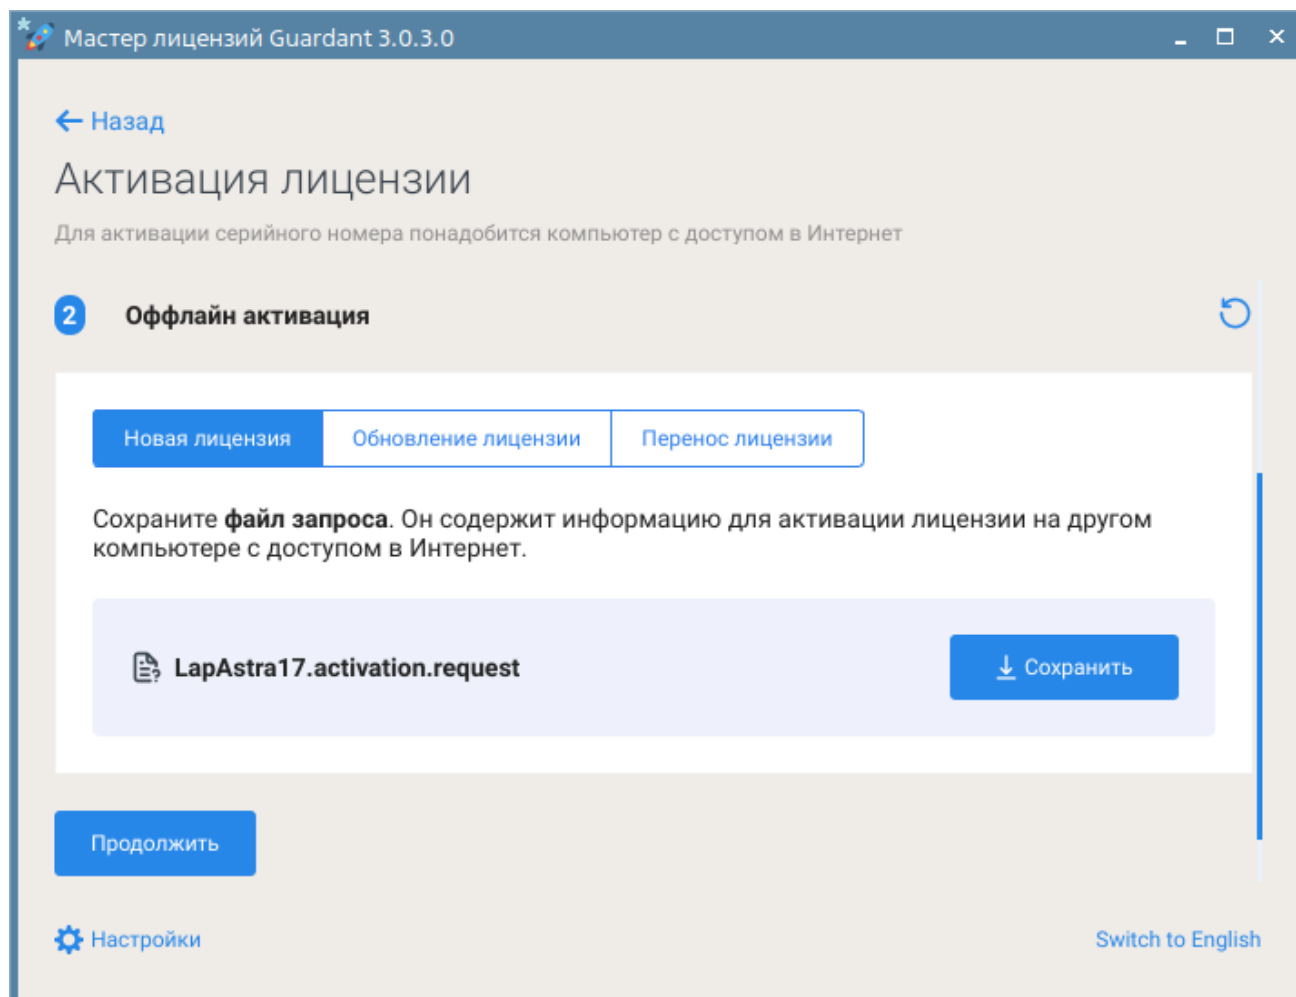 Мастер лицензий Guardant 3.0.3.0
Назад
Активация лицензии
Для активации серийного номера понадобится компьютер с доступом в Интернет
2 Оффлайн активация
Новая лицензия Обновление лицензии Перенос лицензии
Сохраните файл запроса. Он содержит информацию для активации лицензии на другом
компьютере с доступом в Интернет.
LapAstra17.activation.request Сохранить
Продолжить
Настройки Switch to English